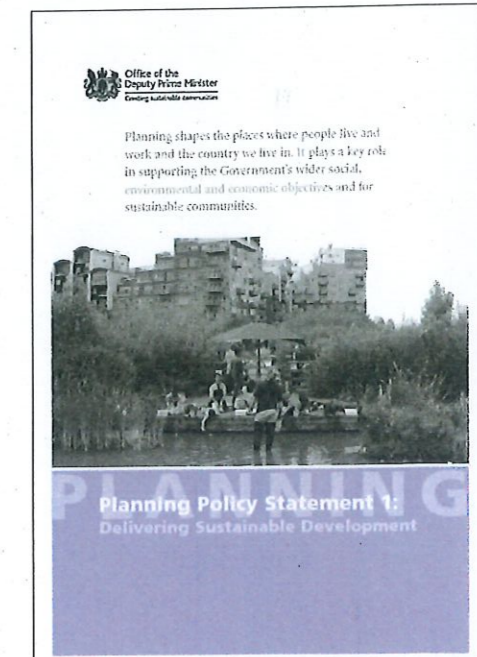 Office of the
Deputy Prime Minister
Creating sustainable communities
Planning shapes the places where people live and
work and the country we live in. It plays a key role
in supporting the Government's wider social,
environmental and economic objectives and for
sustainable communities.
PLANNING
Planning Policy Statement 1:
Delivering Sustainable Development